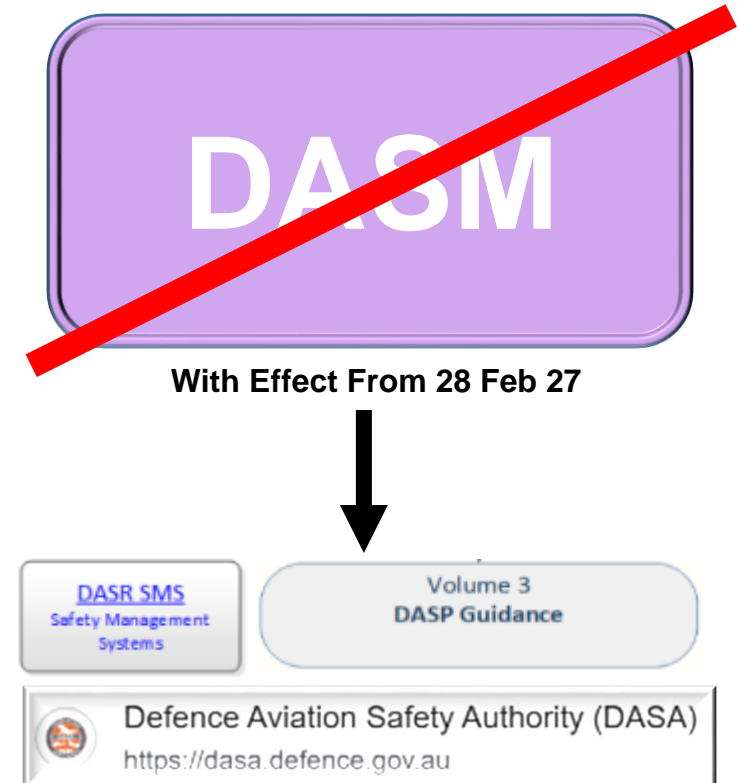 DASM
With Effect From 28 Feb 27
DASR SMS
Safety Management
Systems
Volume 3
DASP Guidance
Defence Aviation Safety Authority (DASA)
https://dasa.defence.gov.au